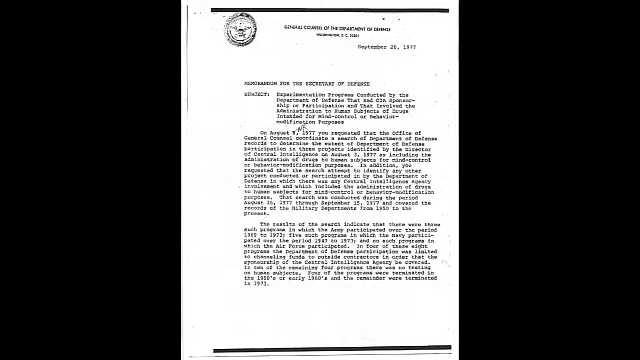 GENERAL COUNSEL OF THE DEPARTMENT OF DEFENSE
WASHINGTON, D. C. 20301
September 20, 1977
MEMORANDUM FOR THE SECRETARY OF DEFENSE
SUBJECT: Experimentation Programs Conducted by the
Department of Defense That Had CIA Sponsor-
ship or Participation and That Involved the
Administration to Human Subjects of Drugs
Intended for Mind-control or Behavior-
modification Purposes
On August 1977 you requested that the Office of
General Counsel coordinate a search of Department of Defense
records to determine the extent of Department of Defense
participation in three projects identified by the Director
of Central Intelligence on August 3, 1977 as including the
administration of drugs to human subjects for mind-control
or behavior-modification purposes. In addition, you
requested that the search attempt to identify any other
project conducted or participated in by the Department of
Defense in which there was any Central Intelligence Agency
involvement and which included the administration of drugs
to human subjects for mind-control or behavior-modification
purposes. That search was conducted during the period
August 15, 1977 through September 15, 1977 and covered the
records of the Military Departments from 1950 to the
present.
The results of the search indicate that there were three
such programs in which the Army participated over the period
1969 to 1973; five such programs in which the Navy partici-
pated over the period 1947 to 1973; and no such programs in
which the Air Force participated. In four of these eight
programs the Department of Defense participation was limited
to channeling funds to outside contractors in order that the
sponsorship of the Central Intelligence Agency be covered.
In two of the remaining four programs there was no testing
on human subjects. Four of the programs were terminated in
the 1950's or early 1960's and the remainder were terminated
in 1973.